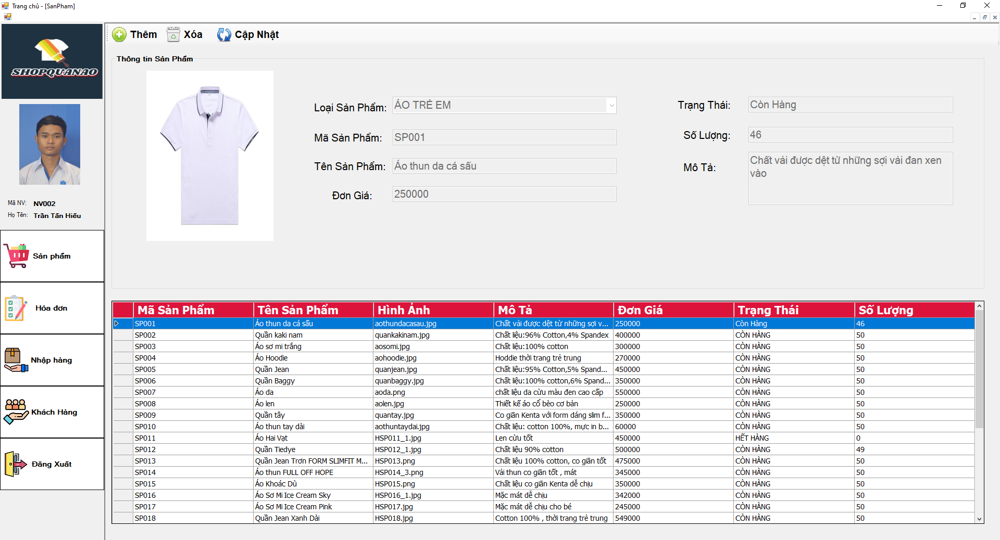 Trang chủ - [SanPham]
SHOPQUANAO
Mã NV: NV002
Họ Tên: Trần Tấn Hiếu
Sản phẩm
Hóa đơn
Nhập hàng
Khách Hàng
Đăng Xuất
Thêm Xóa Cập Nhật
Thông tin Sản Phẩm
Loại Sản Phẩm: ÁO TRẺ EM
Mã Sản Phẩm: SP001
Tên Sản Phẩm: Áo thun da cá sấu
Đơn Giá: 250000
Trạng Thái: Còn Hàng
Số Lượng: 46
Mô Tả: Chất vải được dệt từ những sợi vải đan xen
vào
Mã Sản Phẩm Tên Sản Phẩm Hình Ảnh Mô Tả Đơn Giá Trạng Thái Số Lượng
SP001 Áo thun da cá sấu aothundacasau.jpg Chất vải được dệt từ những sợi v... 250000 Còn Hàng 46
SP002 Quần kaki nam quankakinam.jpg Chất liệu:96% Cotton,4% Spandex 400000 CÒN HÀNG 50
SP003 Áo sơ mi trắng aosomi.jpg Chất liệu:100% cotton 300000 CÒN HÀNG 50
SP004 Áo Hoodie aohoodie.jpg Hoddie thời trang trẻ trung 270000 CÒN HÀNG 50
SP005 Quần Jean quanjean.jpg Chất liệu:95% Cotton,5% Spand... 450000 CÒN HÀNG 50
SP006 Quần Baggy quanbaggy.jpg Chất liệu:100% cotton,6% Spand... 350000 CÒN HÀNG 50
SP007 Áo da aoda.png chất liệu da cừu màu đen cao cấp 550000 CÒN HÀNG 50
SP008 Áo len aolen.jpg Thiết kế áo cổ bèo cơ bản 250000 CÒN HÀNG 50
SP009 Quần tây quantay.jpg Co giãn Kenta với form dáng slim f... 350000 CÒN HÀNG 50
SP010 Áo thun tay dài aothuntaydai.jpg Chất liệu: cotton 100%, mực in b... 60000 CÒN HÀNG 50
SP011 Áo Hai Vạt HSP011_1.jpg Len cừu tốt 450000 HẾT HÀNG 0
SP012 Quần Tiedye HSP012_1.jpg Chất liệu 90% cotton 500000 CÒN HÀNG 49
SP013 Quần Jean Trơn FORM SLIMFIT M... HSP013.png Chất liệu 100% cotton, co giãn tốt 475000 CÒN HÀNG 50
SP014 Áo thun FULL OFF HOPE HSP014_3.png Vải thun co giãn tốt , mát 345000 CÒN HÀNG 50
SP015 Áo Khoác Dù HSP015.png Chất liệu co giãn Kenta dễ chịu 350000 CÒN HÀNG 50
SP016 Áo Sơ Mi Ice Cream Sky HSP016_1.jpg Mặc mát dễ chịu 342000 CÒN HÀNG 50
SP017 Áo Sơ Mi Ice Cream Pink HSP017.jpg Mặc mát dễ chịu cho bé 245000 CÒN HÀNG 50
SP018 Quần Jean Xanh Dài HSP018.jpg Cotton 100% , thời trang trẻ trung 549000 CÒN HÀNG 50